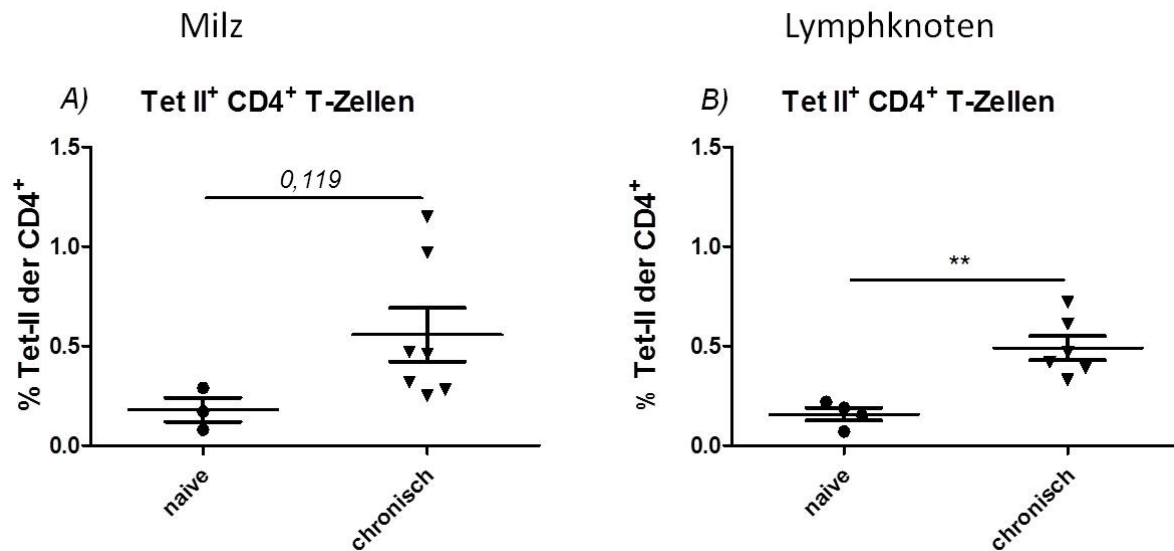 Milz
Lymphknoten
A) Tet II⁺ CD4⁺ T-Zellen
% Tet-II der CD4⁺
1.5
1.0
0.5
0.0
0,119
naive
chronisch
B) Tet II⁺ CD4⁺ T-Zellen
% Tet-II der CD4⁺
1.5
1.0
0.5
0.0
**
naive
chronisch